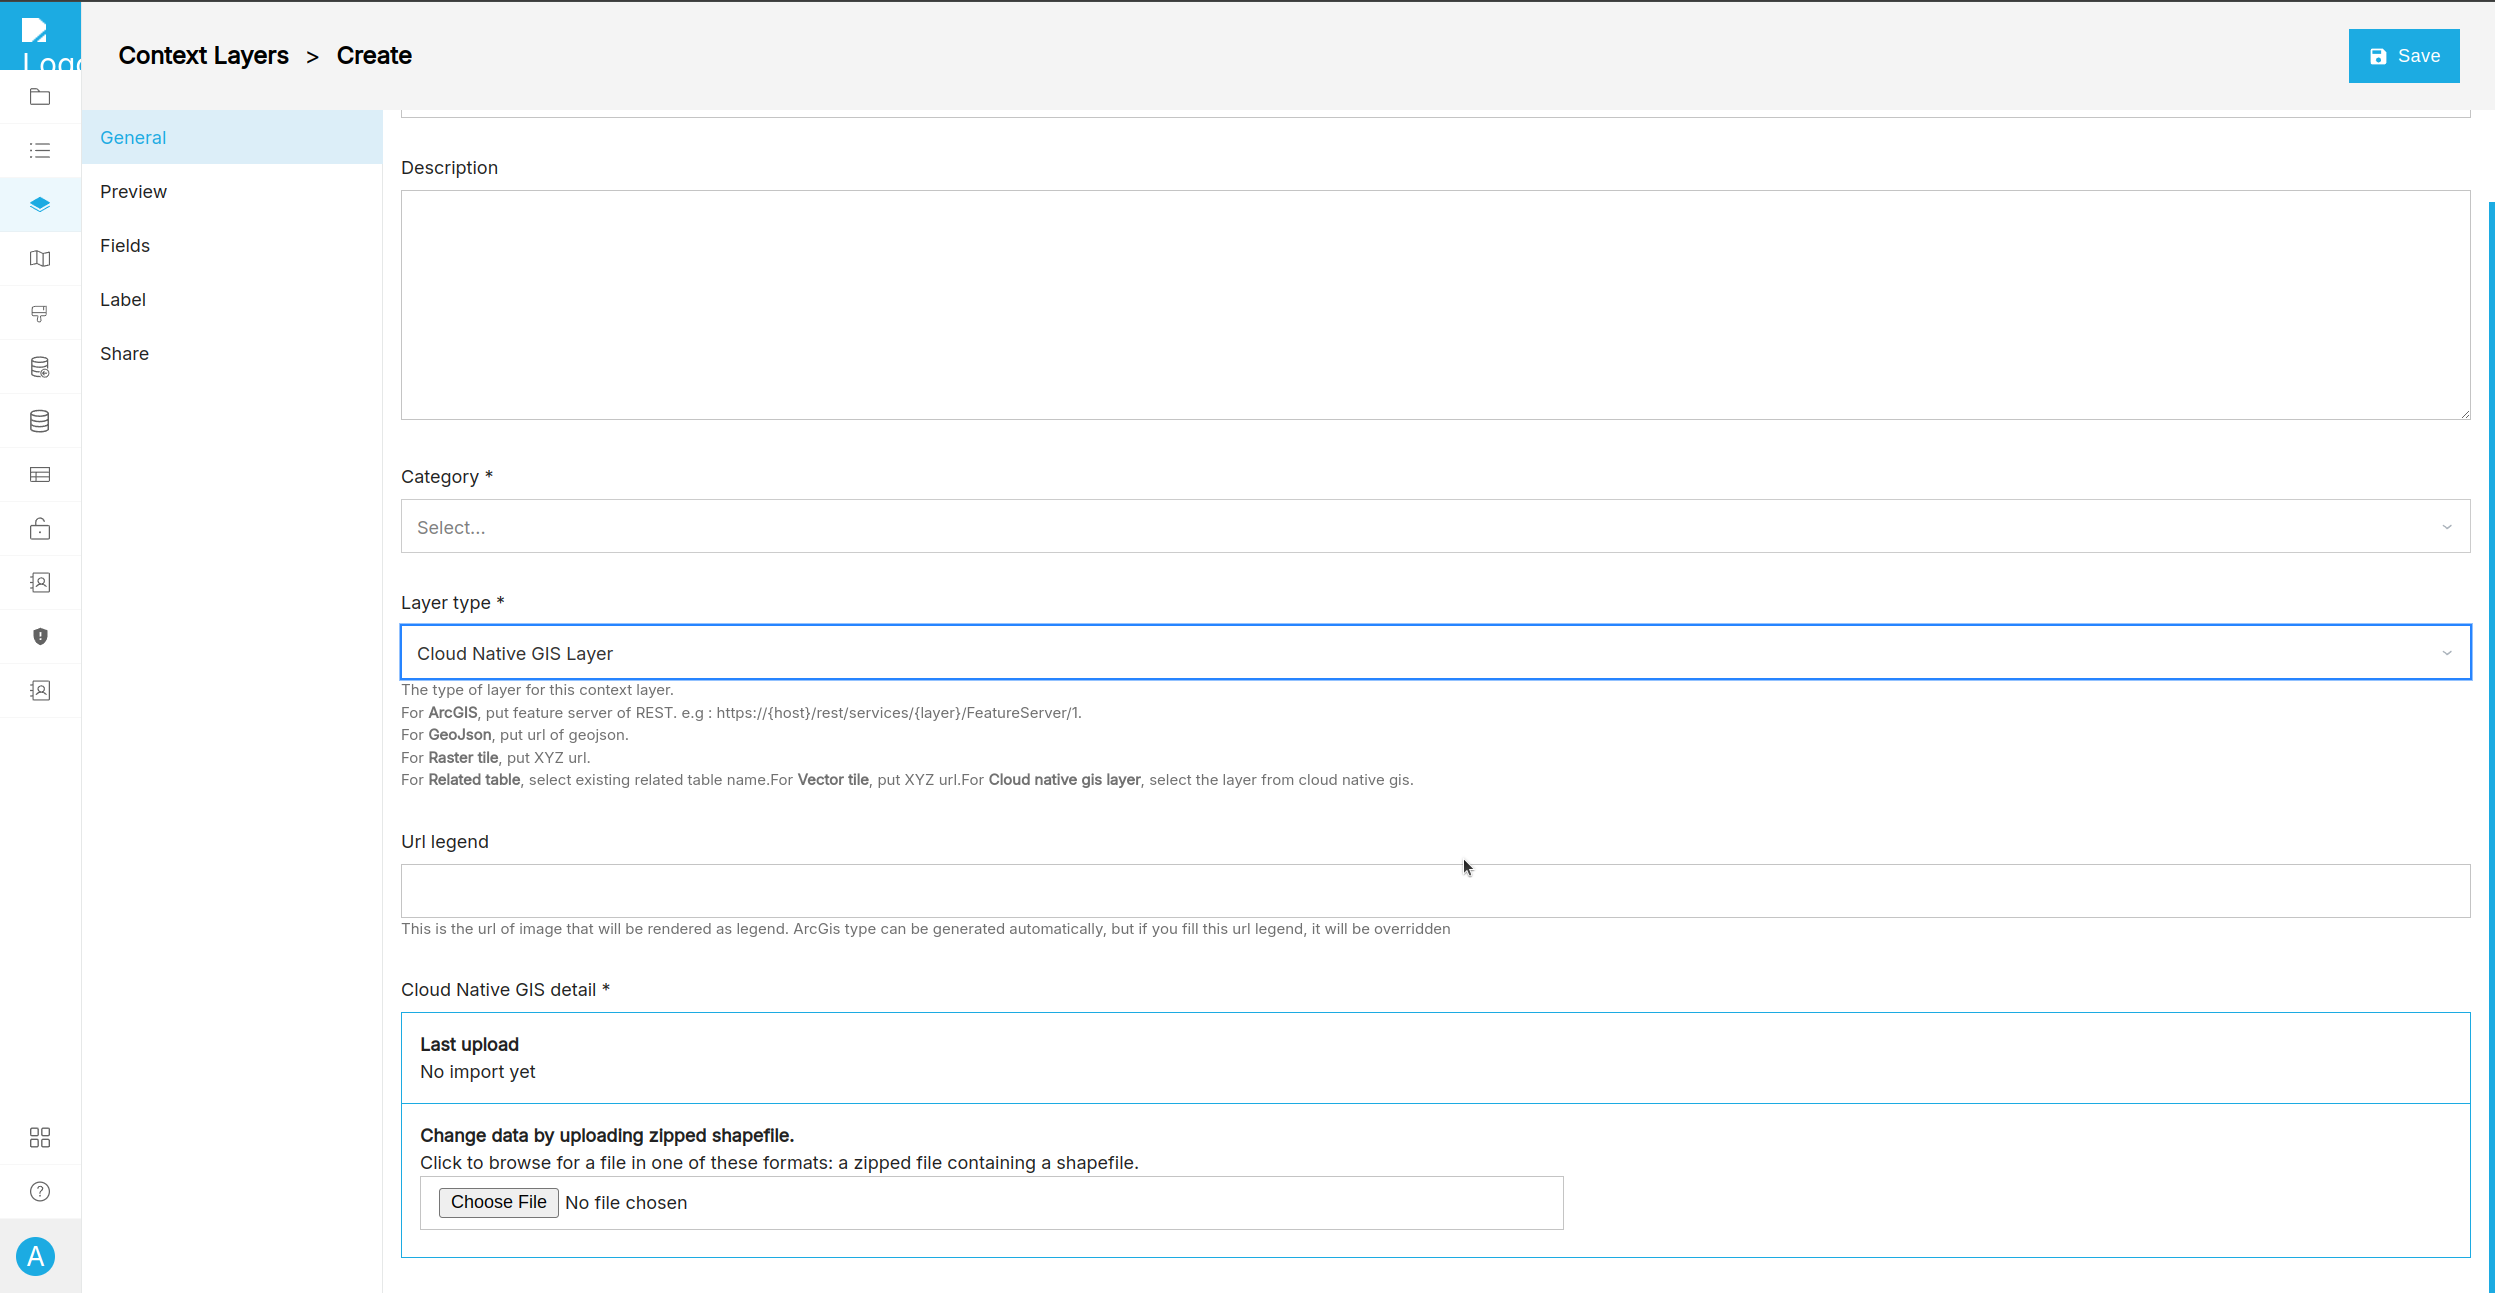 Logo
Context Layers > Create
Save
General
Preview
Fields
Label
Share
Description
Category *
Select...
Layer type *
Cloud Native GIS Layer
The type of layer for this context layer.
For ArcGIS, put feature server of REST. e.g : https://{host}/rest/services/{layer}/FeatureServer/1.
For GeoJson, put url of geojson.
For Raster tile, put XYZ url.
For Related table, select existing related table name.For Vector tile, put XYZ url.For Cloud native gis layer, select the layer from cloud native gis.
Url legend
This is the url of image that will be rendered as legend. ArcGis type can be generated automatically, but if you fill this url legend, it will be overridden
Cloud Native GIS detail *
Last upload
No import yet
Change data by uploading zipped shapefile.
Click to browse for a file in one of these formats: a zipped file containing a shapefile.
Choose File No file chosen
A